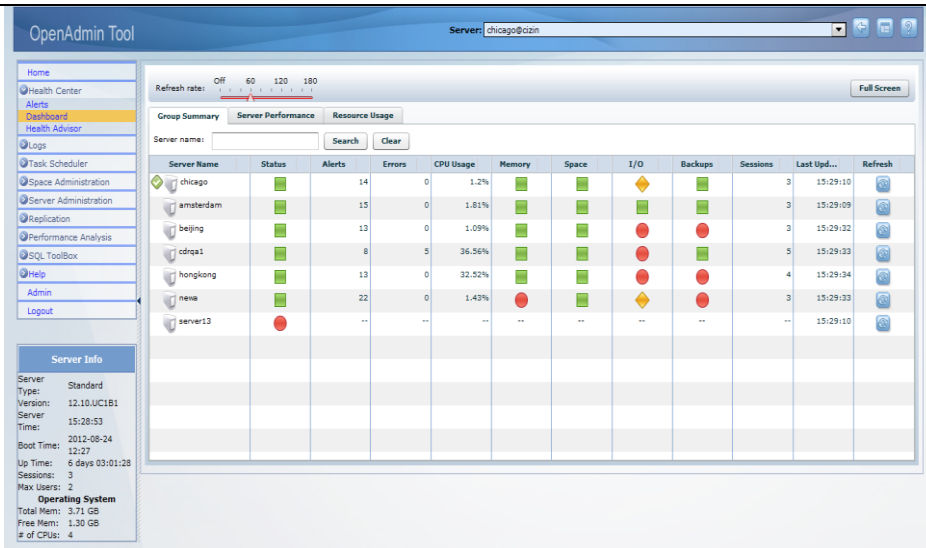 OpenAdmin Tool
Server: chicago@cizin
Home
Health Center
Alerts
Dashboard
Health Advisor
Logs
Task Scheduler
Space Administration
Server Administration
Replication
Performance Analysis
SQL ToolBox
Help
Admin
Logout
Server Info
Server Type: Standard
Version: 12.10.UC1B1
Server Time: 15:28:53
Boot Time: 2012-08-24 12:27
Up Time: 6 days 03:01:28
Sessions: 3
Max Users: 2
Operating System
Total Mem: 3.71 GB
Free Mem: 1.30 GB
# of CPUs: 4
Refresh rate: Off 60 120 180
Full Screen
Group Summary Server Performance Resource Usage
Server name: Search Clear
Server Name Status Alerts Errors CPU Usage Memory Space I/O Backups Sessions Last Upd... Refresh
chicago 14 0 1.2% 3 15:29:10
amsterdam 15 0 1.81% 3 15:29:09
beijing 13 0 1.09% 3 15:29:32
cdrqa1 8 5 36.56% 5 15:29:33
hongkong 13 0 32.52% 4 15:29:34
newa 22 0 1.43% 3 15:29:33
server13 -- -- -- -- -- -- -- -- 15:29:10